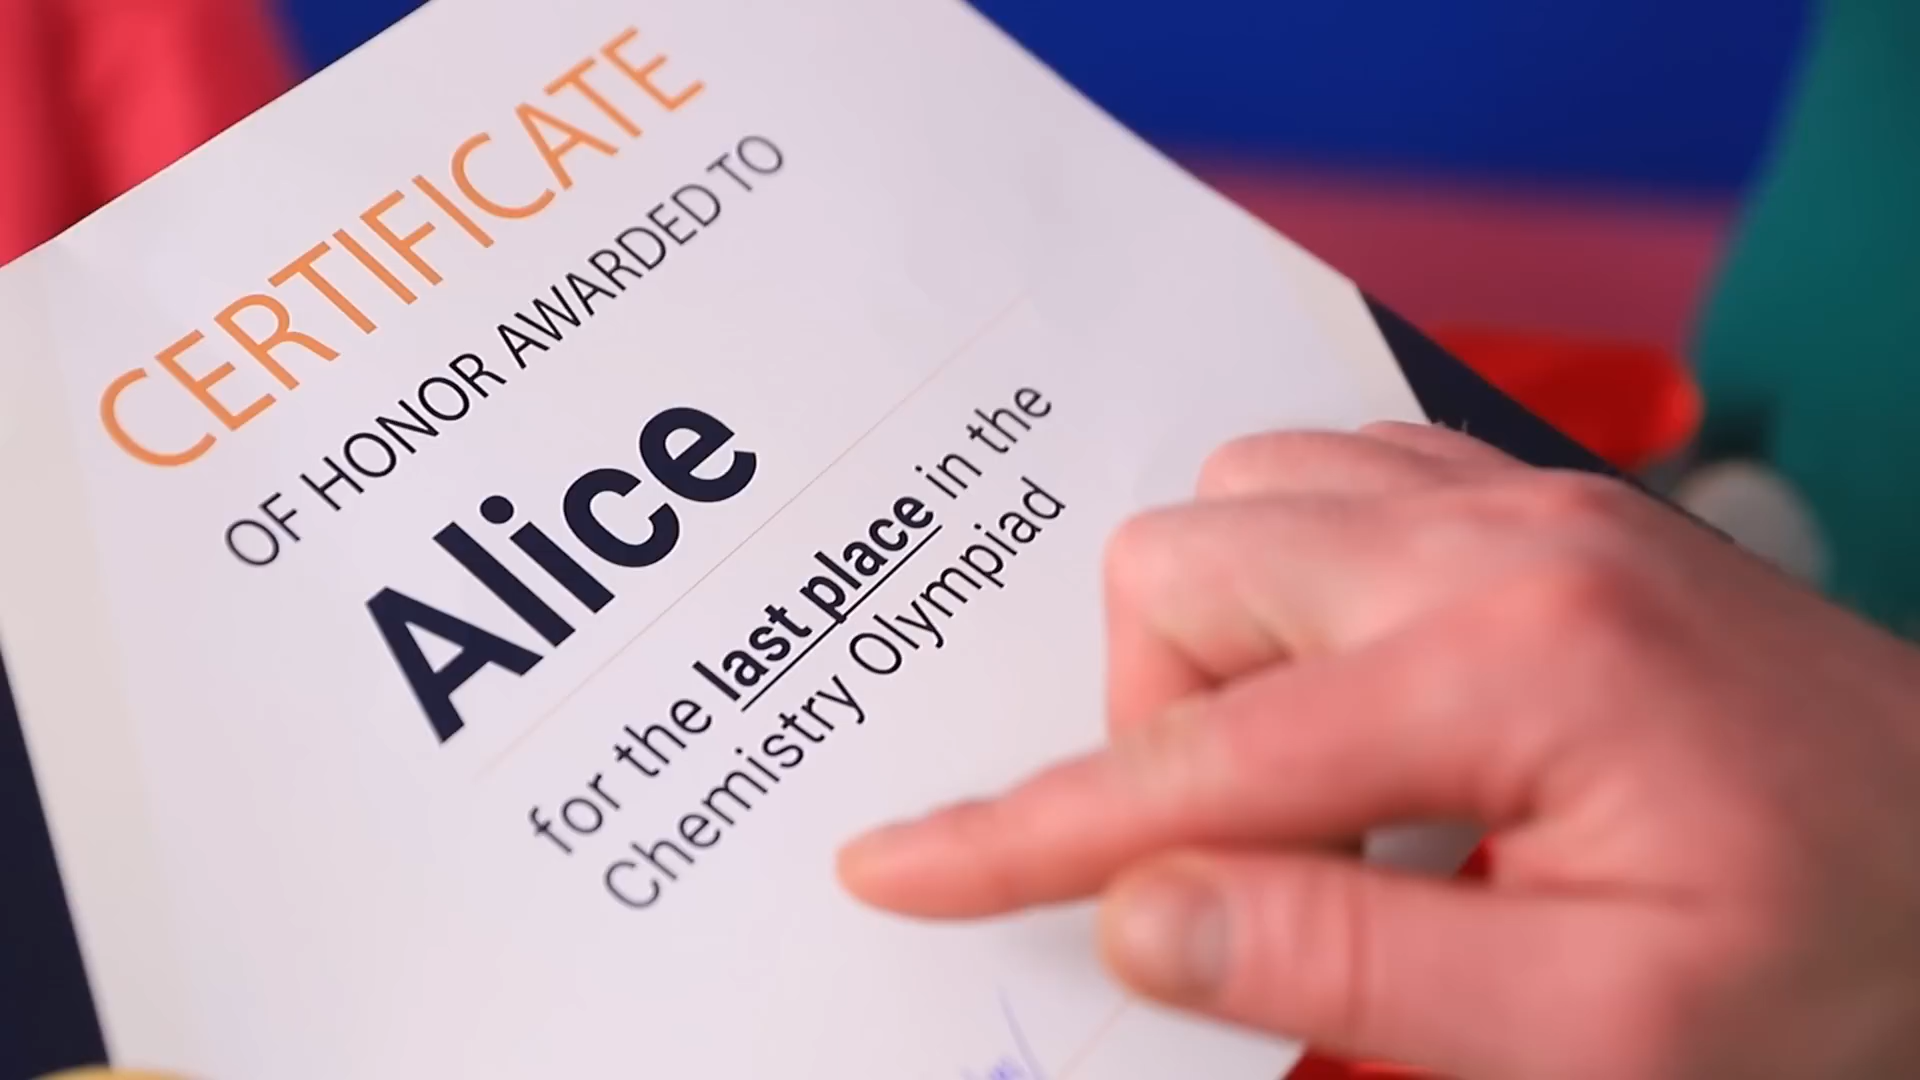 CERTIFICATE
OF HONOR AWARDED TO
Alice
for the last place in the
Chemistry Olympiad